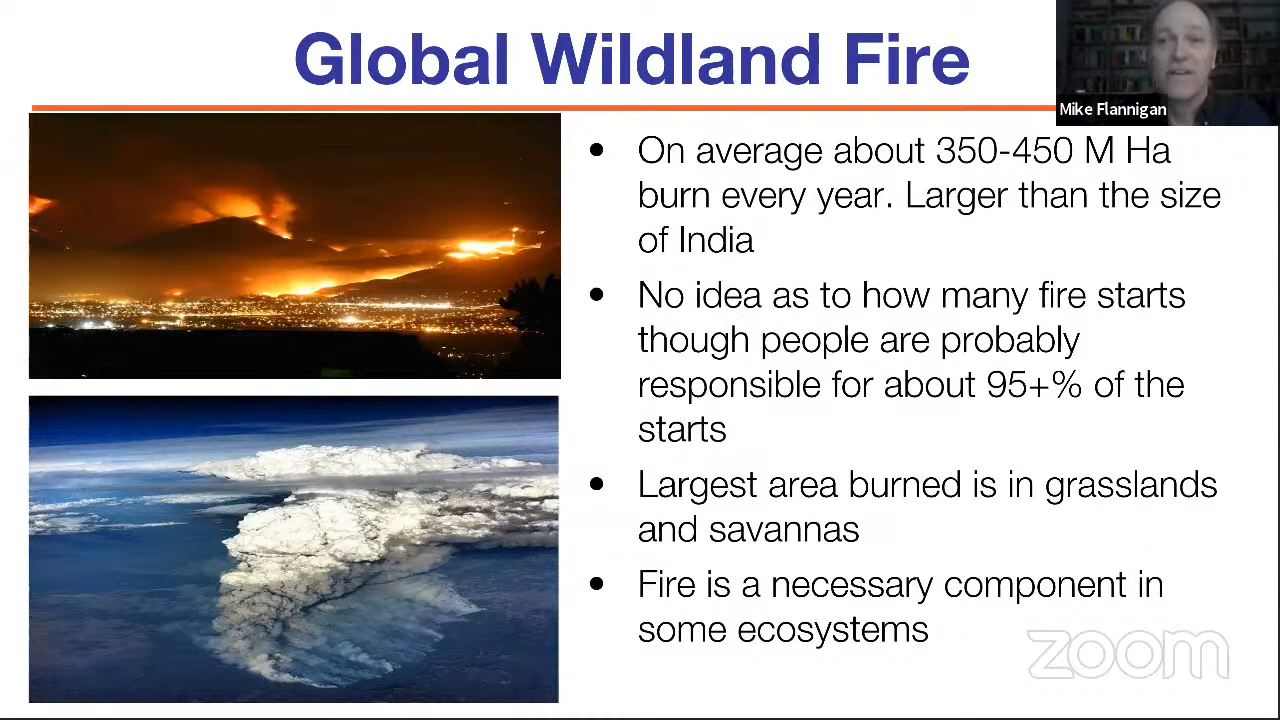 Global Wildland Fire
Mike Flannigan
• On average about 350-450 M Ha
burn every year. Larger than the size
of India
• No idea as to how many fire starts
though people are probably
responsible for about 95+% of the
starts
• Largest area burned is in grasslands
and savannas
• Fire is a necessary component in
some ecosystems
zoom